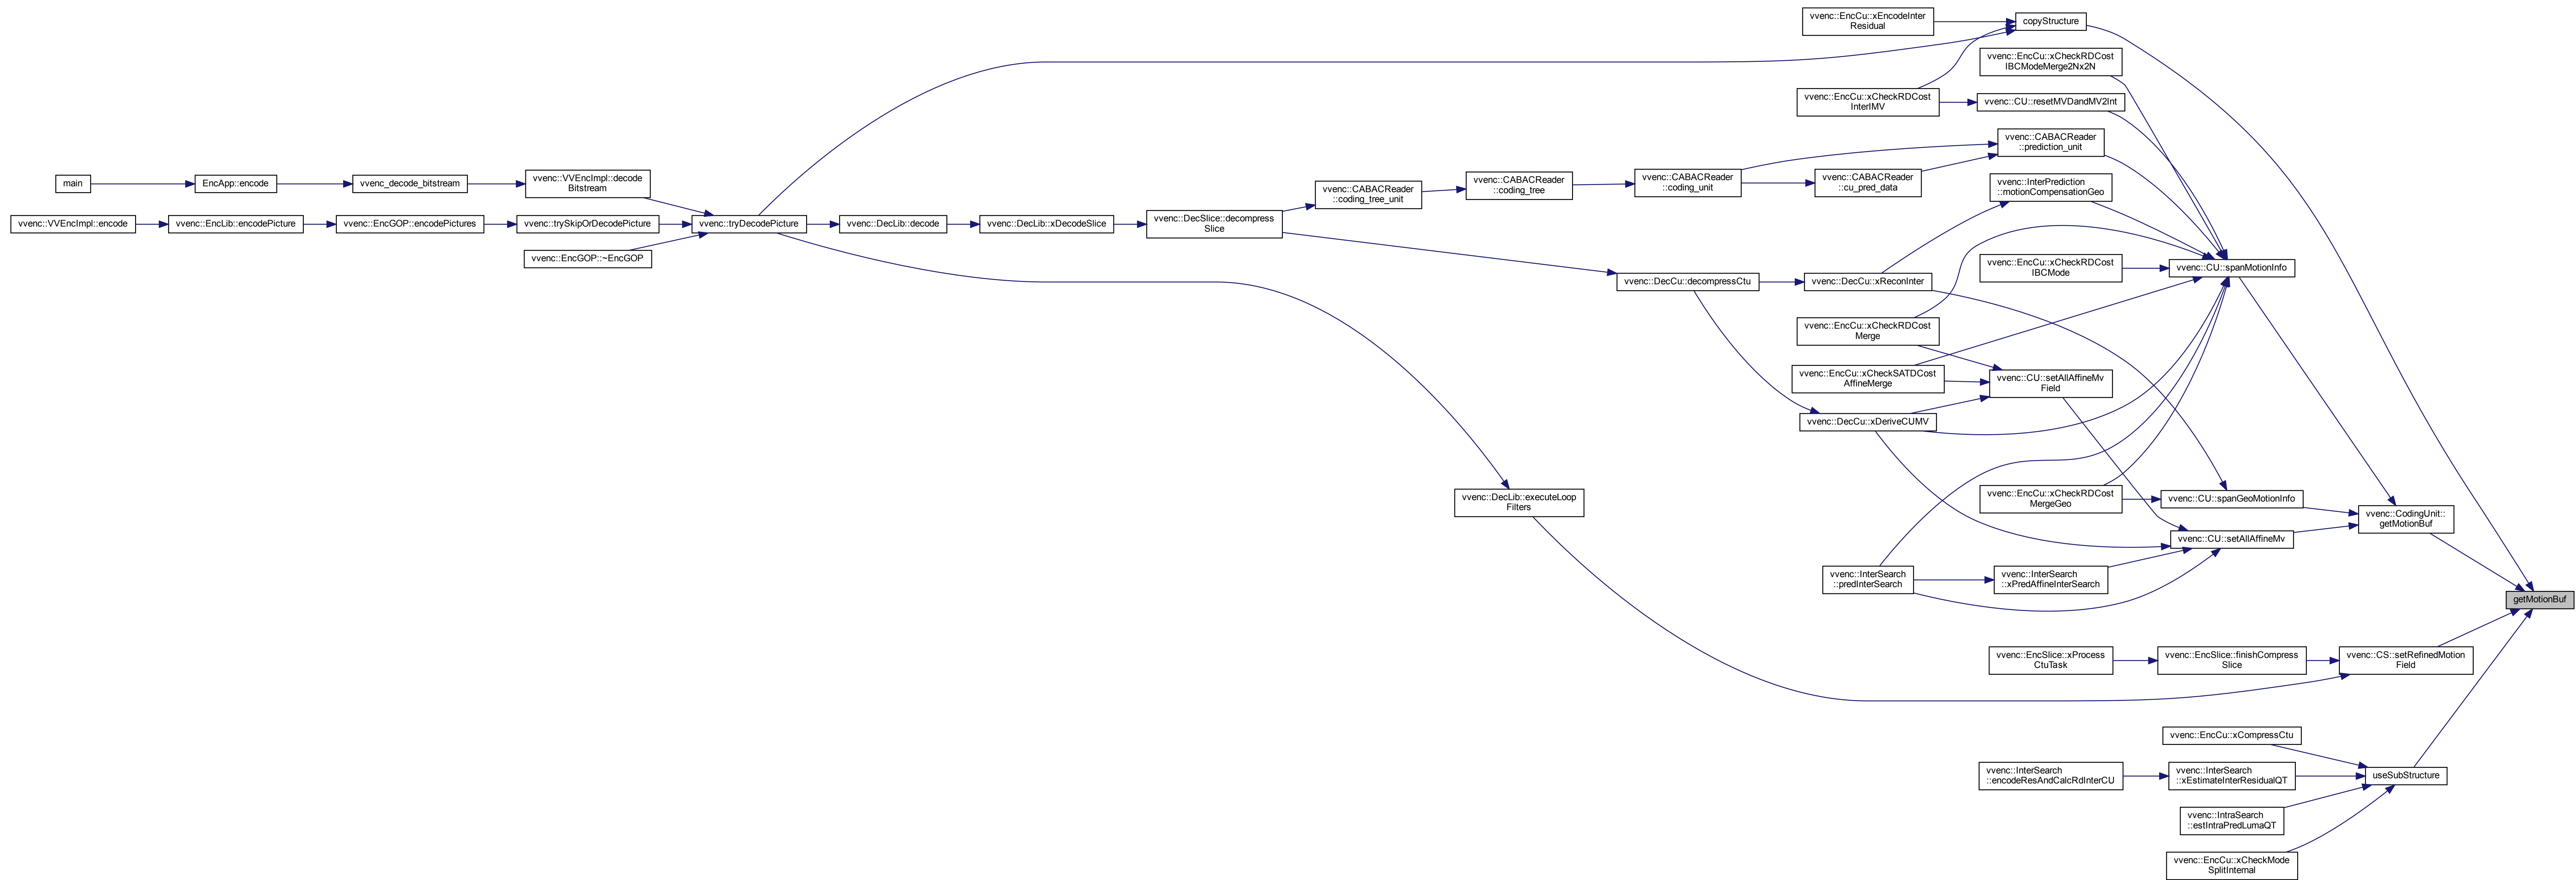 main
vvenc::VVEncImpl::encode
EncApp::encode
vvenc::EncLib::encodePicture
vvenc_decode_bitstream
vvenc::EncGOP::encodePictures
vvenc::VVEncImpl::decode
Bitstream
vvenc::trySkipOrDecodePicture
vvenc::EncGOP::~EncGOP
vvenc::tryDecodePicture
vvenc::DecLib::decode
vvenc::DecLib::xDecodeSlice
vvenc::DecSlice::decompress
Slice
vvenc::CABACReader
::coding_tree_unit
vvenc::CABACReader
::coding_tree
vvenc::DecLib::executeLoop
Filters
vvenc::CABACReader
::coding_unit
vvenc::DecCu::decompressCtu
vvenc::EncCu::xEncodeInter
Residual
vvenc::EncCu::xCheckRDCost
InterIMV
vvenc::CABACReader
::cu_pred_data
vvenc::DecCu::xReconInter
vvenc::EncCu::xCheckRDCost
Merge
vvenc::EncCu::xCheckSATDCost
AffineMerge
vvenc::DecCu::xDeriveCUMV
vvenc::InterSearch
::predInterSearch
copyStructure
vvenc::EncCu::xCheckRDCost
IBCModeMerge2Nx2N
vvenc::CU::resetMVDandMV2Int
vvenc::CABACReader
::prediction_unit
vvenc::InterPrediction
::motionCompensationGeo
vvenc::EncCu::xCheckRDCost
IBCMode
vvenc::CU::setAllAffineMv
Field
vvenc::EncCu::xCheckRDCost
MergeGeo
vvenc::InterSearch
::xPredAffineInterSearch
vvenc::EncSlice::xProcess
CtuTask
vvenc::InterSearch
::encodeResAndCalcRdInterCU
vvenc::CU::spanMotionInfo
vvenc::CU::spanGeoMotionInfo
vvenc::CU::setAllAffineMv
vvenc::EncSlice::finishCompress
Slice
vvenc::EncCu::xCompressCtu
vvenc::InterSearch
::xEstimateInterResidualQT
vvenc::IntraSearch
::estIntraPredLumaQT
vvenc::EncCu::xCheckMode
SplitInternal
vvenc::CodingUnit::
getMotionBuf
vvenc::CS::setRefinedMotion
Field
useSubStructure
getMotionBuf